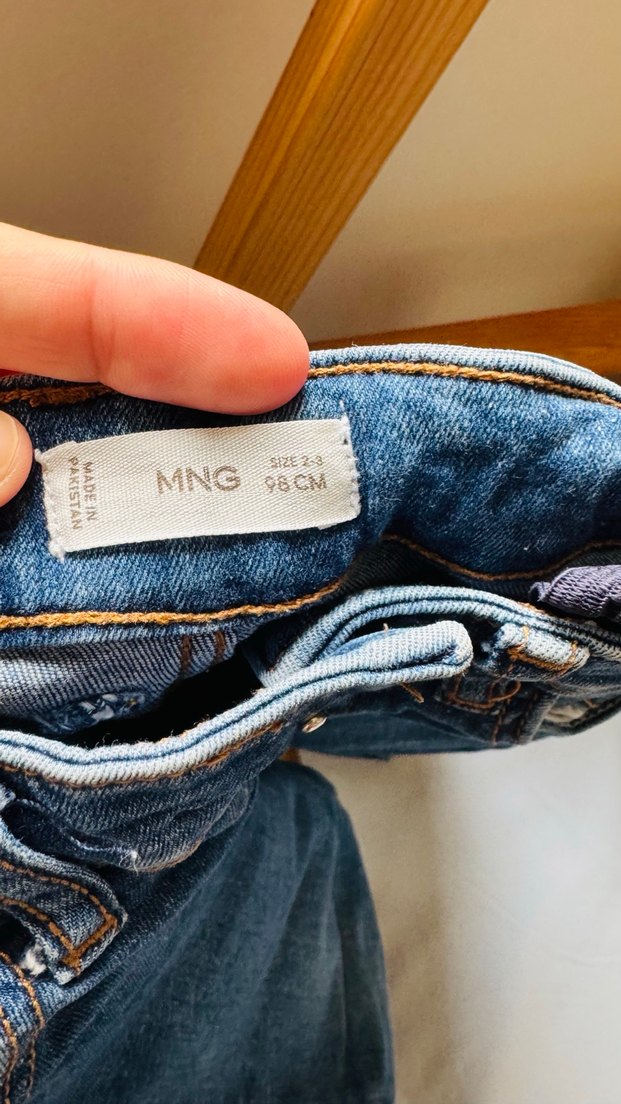 MADE IN
PAKISTAN
MNG
SIZE 2-3
98 CM